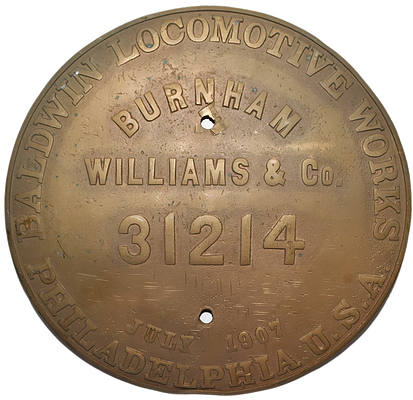 BALDWIN LOCOMOTIVE WORKS
BURNHAM
WILLIAMS & Co.
31214
JULY 1907
PHILADELPHIA U.S.A.